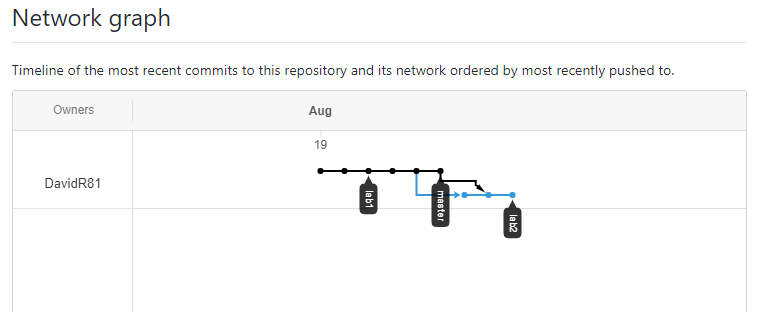 Network graph
Timeline of the most recent commits to this repository and its network ordered by most recently pushed to.
Owners
Aug
19
DavidR81
lab1
master
lab2